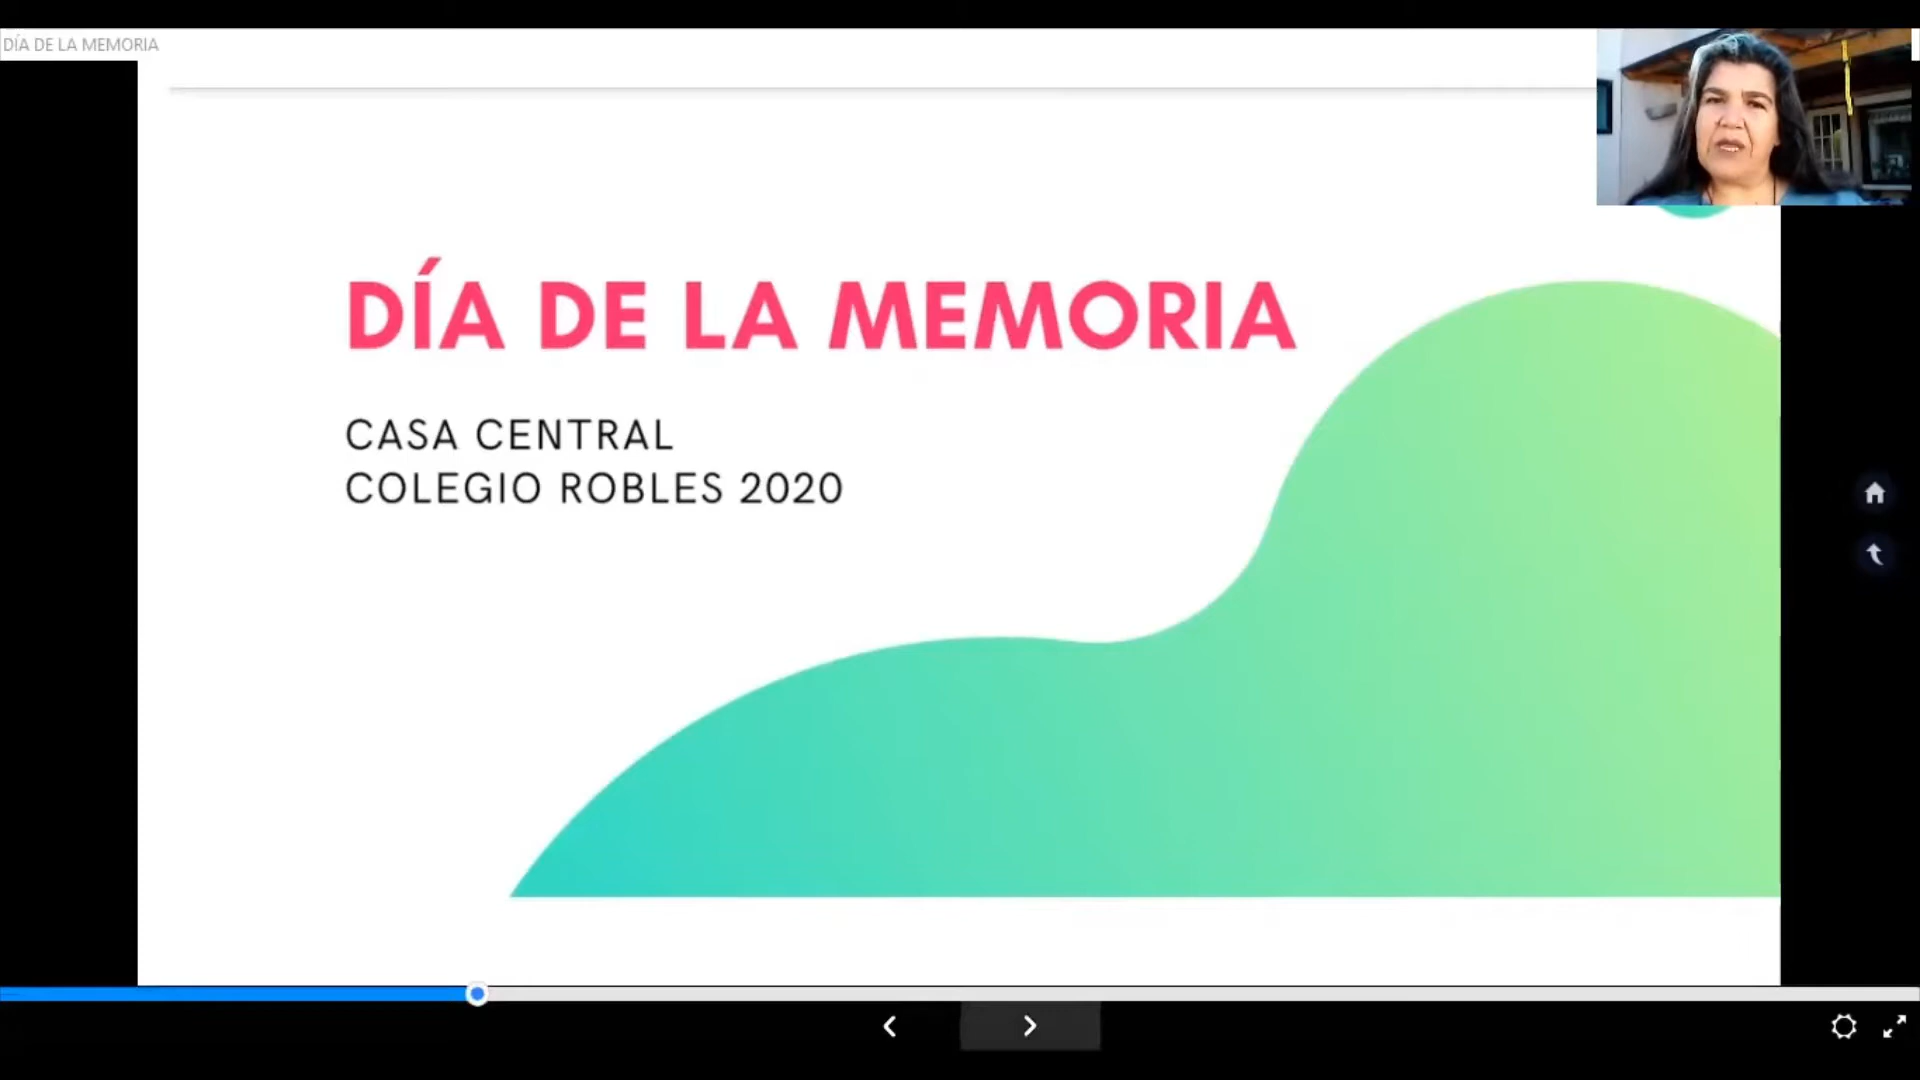 DÍA DE LA MEMORIA
DÍA DE LA MEMORIA
CASA CENTRAL
COLEGIO ROBLES 2020